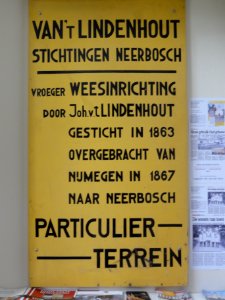 VAN 'T LINDENHOUT
STICHTINGEN NEERBOSCH
VROEGER WEESINRICHTING
DOOR Joh. v.t. LINDENHOUT
GESTICHT IN 1863
OVERGEBRACHT VAN
NIJMEGEN IN 1867
NAAR NEERBOSCH
PARTICULIER—
—TERREIN